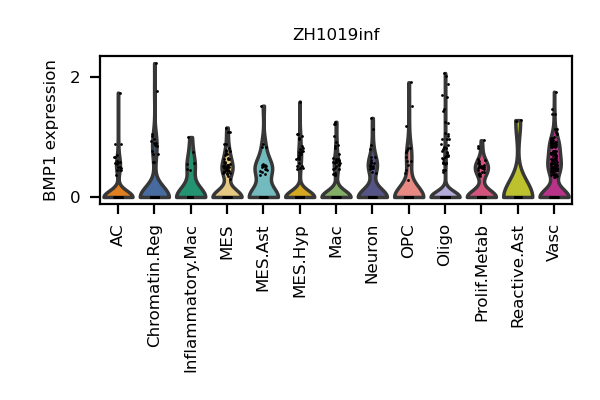 ZH1019inf
BMP1 expression
2
0
AC
Chromatin.Reg
Inflammatory.Mac
MES
MES.Ast
MES.Hyp
Mac
Neuron
OPC
Oligo
Prolif.Metab
Reactive.Ast
Vasc